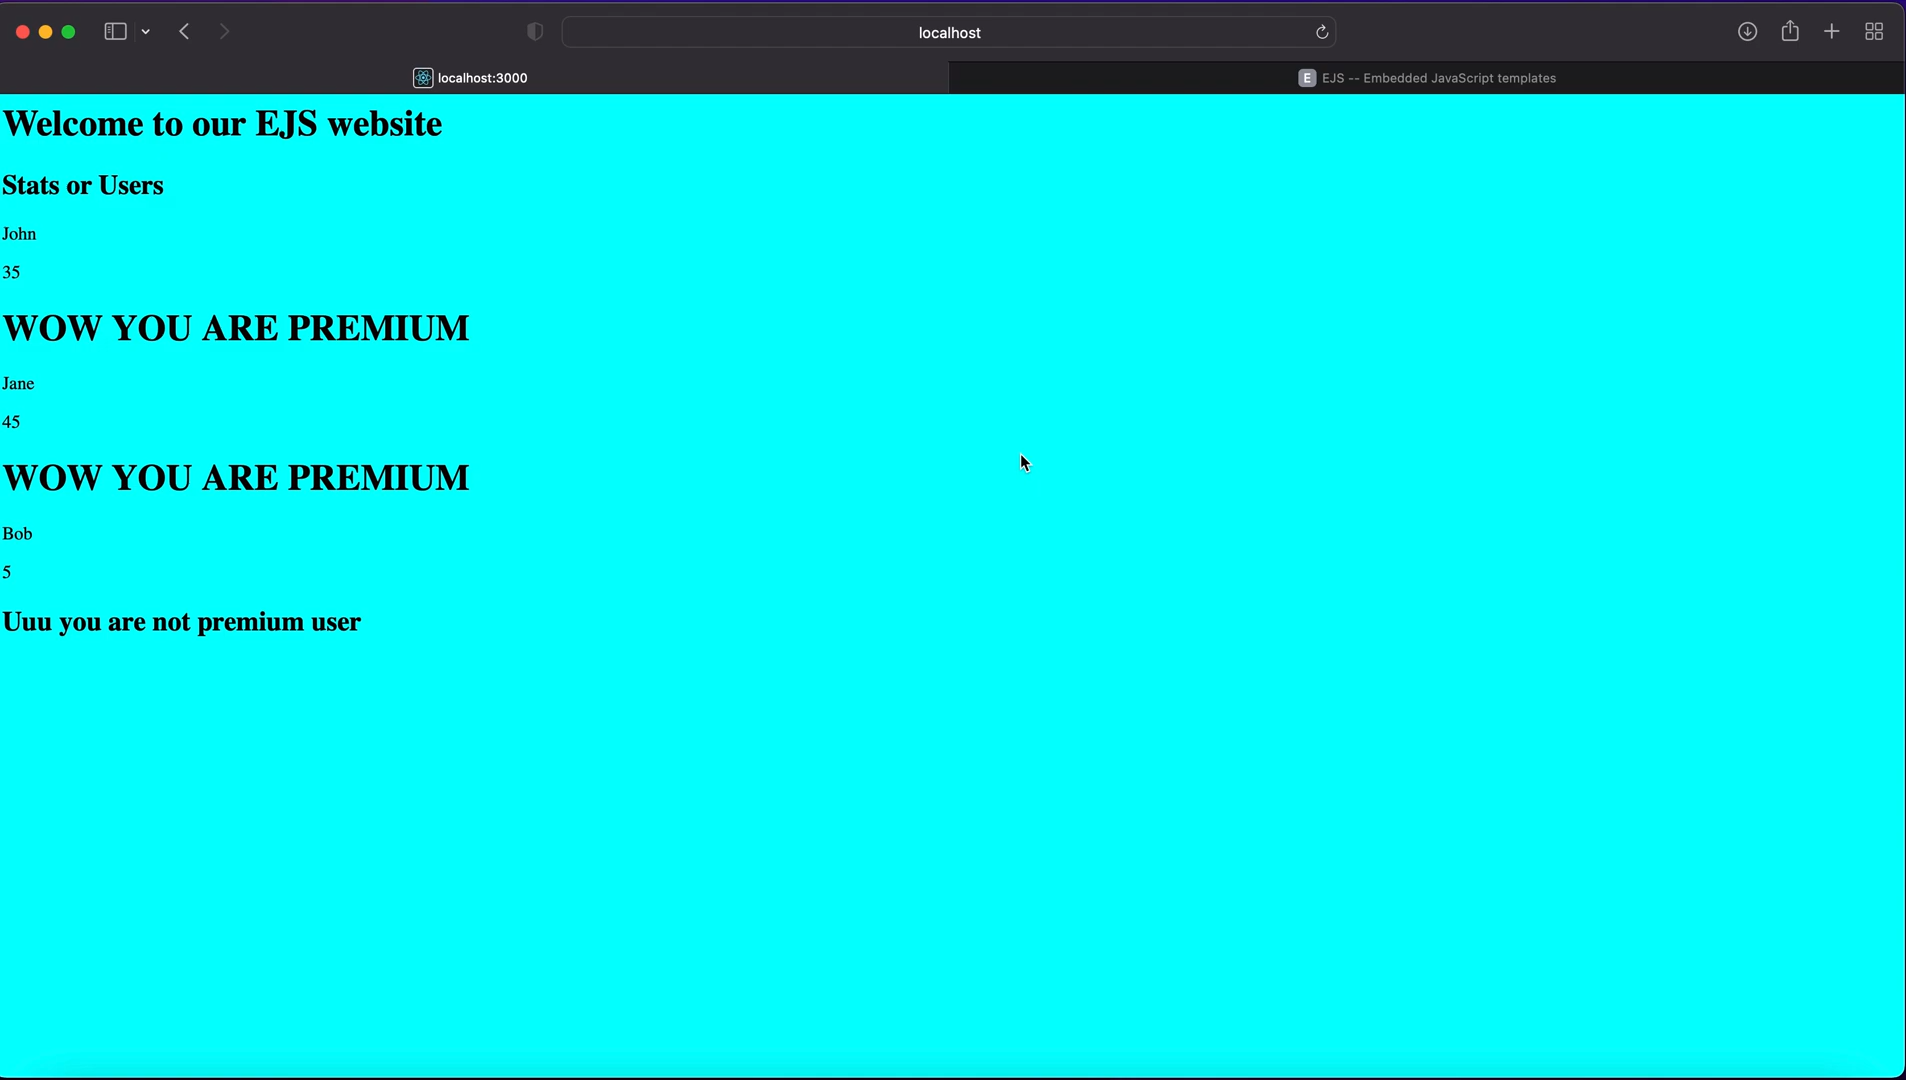 localhost
localhost:3000
E EJS -- Embedded JavaScript templates
Welcome to our EJS website
Stats or Users
John
35
WOW YOU ARE PREMIUM
Jane
45
WOW YOU ARE PREMIUM
Bob
5
Uuu you are not premium user